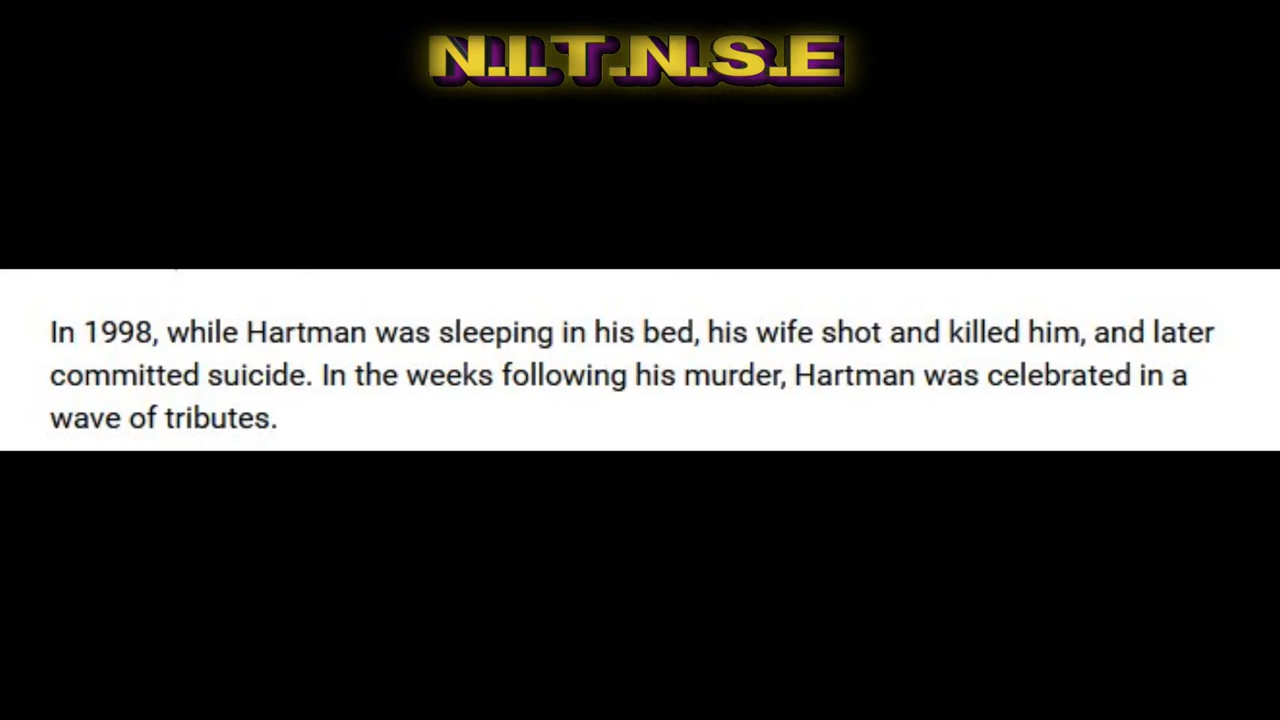 N.I.T.N.S.E
In 1998, while Hartman was sleeping in his bed, his wife shot and killed him, and later
committed suicide. In the weeks following his murder, Hartman was celebrated in a
wave of tributes.